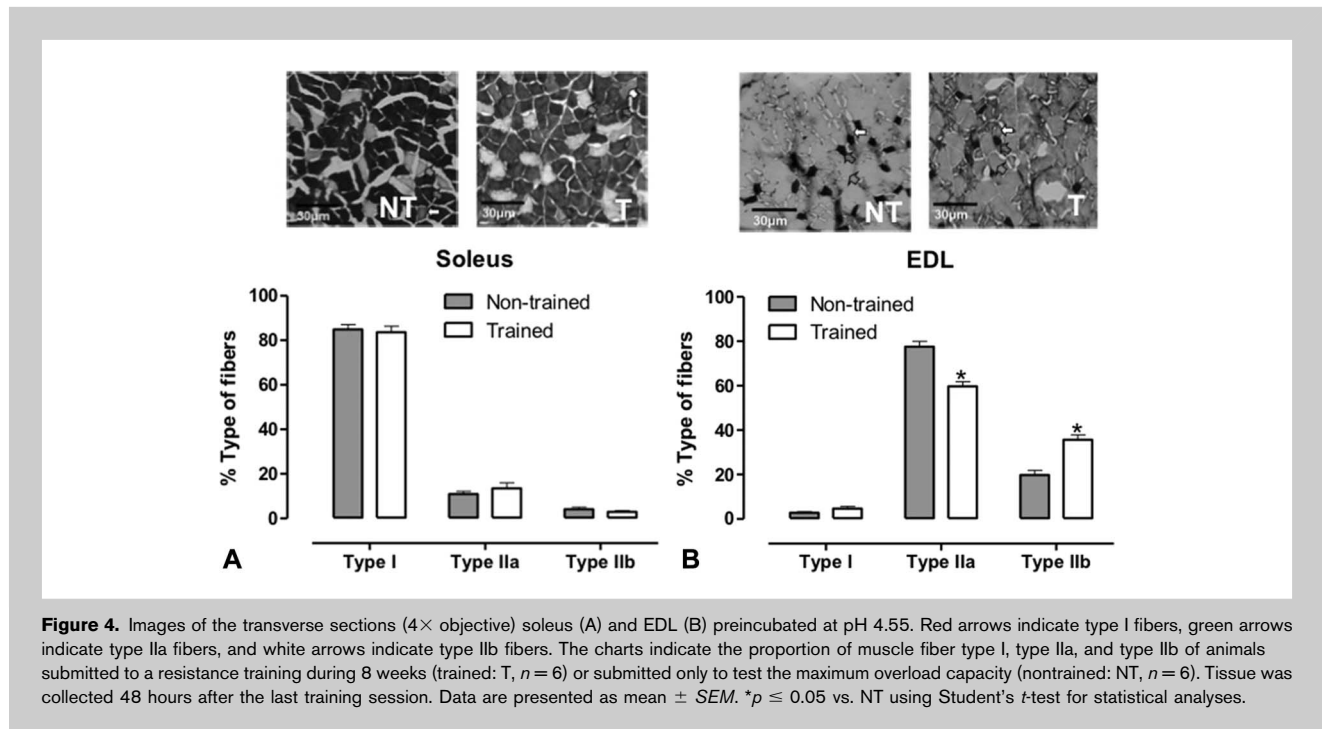 NT
30µm
T
30µm
NT
30µm
T
30µm
Soleus
100
80
60
40
20
0
% Type of fibers
Non-trained
Trained
Type I
Type IIa
Type IIb
A
EDL
100
80
60
40
20
0
% Type of fibers
Non-trained
Trained
*
*
Type I
Type IIa
Type IIb
B
Figure 4. Images of the transverse sections (4× objective) soleus (A) and EDL (B) preincubated at pH 4.55. Red arrows indicate type I fibers, green arrows
indicate type IIa fibers, and white arrows indicate type IIb fibers. The charts indicate the proportion of muscle fiber type I, type IIa, and type IIb of animals
submitted to a resistance training during 8 weeks (trained: T, n = 6) or submitted only to test the maximum overload capacity (nontrained: NT, n = 6). Tissue was
collected 48 hours after the last training session. Data are presented as mean ± SEM. *p ≤ 0.05 vs. NT using Student's t-test for statistical analyses.